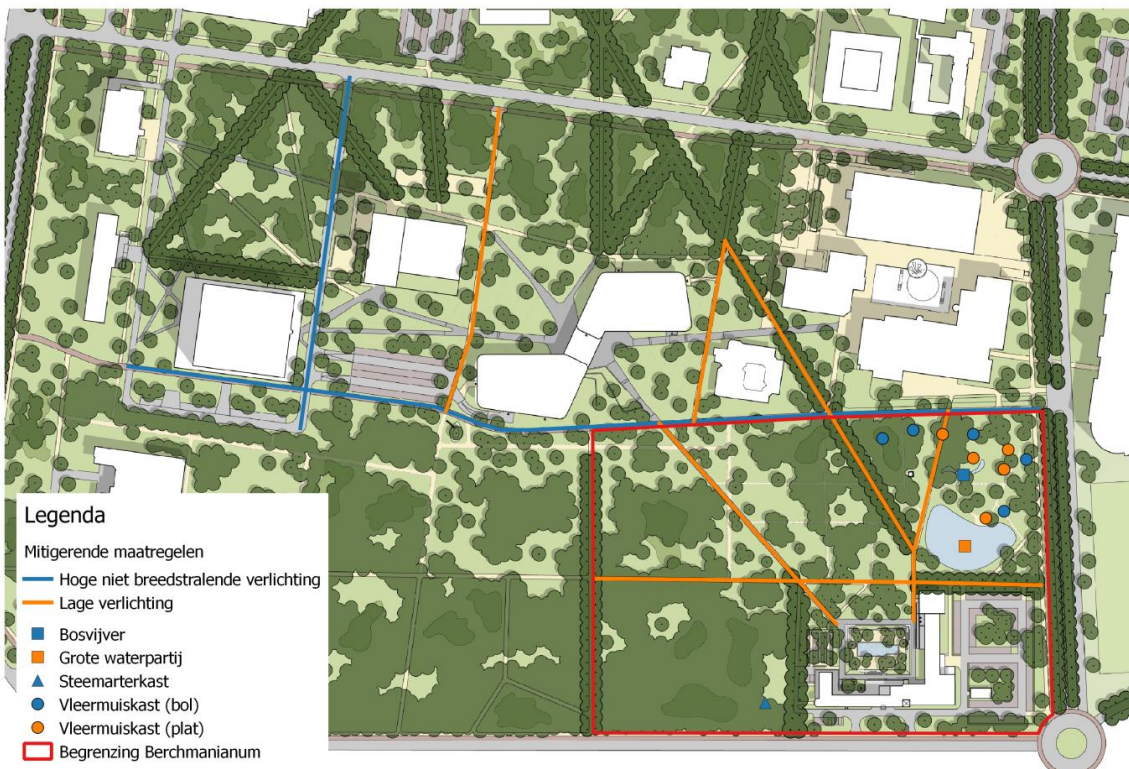 Legenda
Mitigerende maatregelen
Hoge niet breedstralende verlichting
Lage verlichting
Bosvijver
Grote waterpartij
Steemarterkast
Vleermuiskast (bol)
Vleermuiskast (plat)
Begrenzing Berchmanianum